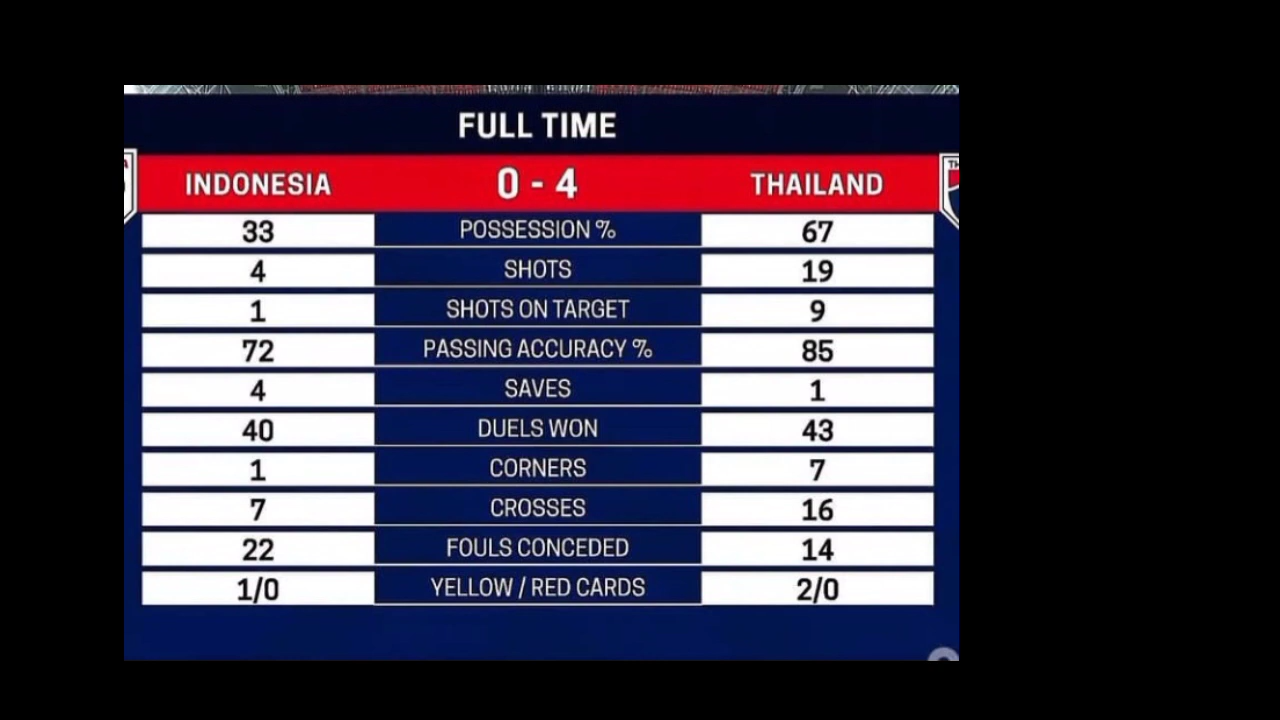 FULL TIME
INDONESIA 0 - 4 THAILAND
33 POSSESSION % 67
4 SHOTS 19
1 SHOTS ON TARGET 9
72 PASSING ACCURACY % 85
4 SAVES 1
40 DUELS WON 43
1 CORNERS 7
7 CROSSES 16
22 FOULS CONCEDED 14
1/0 YELLOW / RED CARDS 2/0